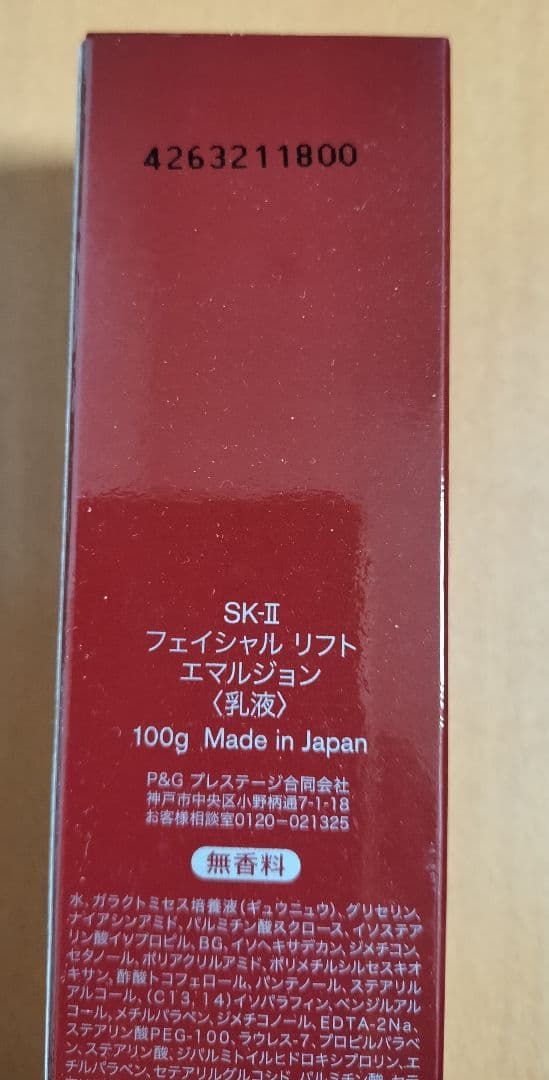 4263211800
SK-Ⅱ
フェイシャル リフト
エマルジョン
〈乳液〉
100g Made in Japan
P&G プレステージ合同会社
神戸市中央区小野柄通7-1-18
お客様相談室0120-021325
無香料
水、ガラクトミセス培養液(ギュウニュウ)、グリセリン、
ナイアシンアミド、パルミチン酸スクロース、イソステア
リン酸イソプロピル、BG、イソヘキサデカン、ジメチコン、
セタノール、ポリアクリルアミド、ポリメチルシルセスキオ
キサン、酢酸トコフェロール、パンテノール、ステアリル
アルコール、(C13,14)イソパラフィン、ベンジルアル
コール、メチルパラベン、ジメチコノール、EDTA-2Na、
ステアリン酸PEG-100、ラウレス-7、プロピルパラベ
ン、ステアリン酸、ジパルミトイルヒドロキシプロリン、エ
チルパラベン、セテアリルグルコシド、パルミチン酸、セテ